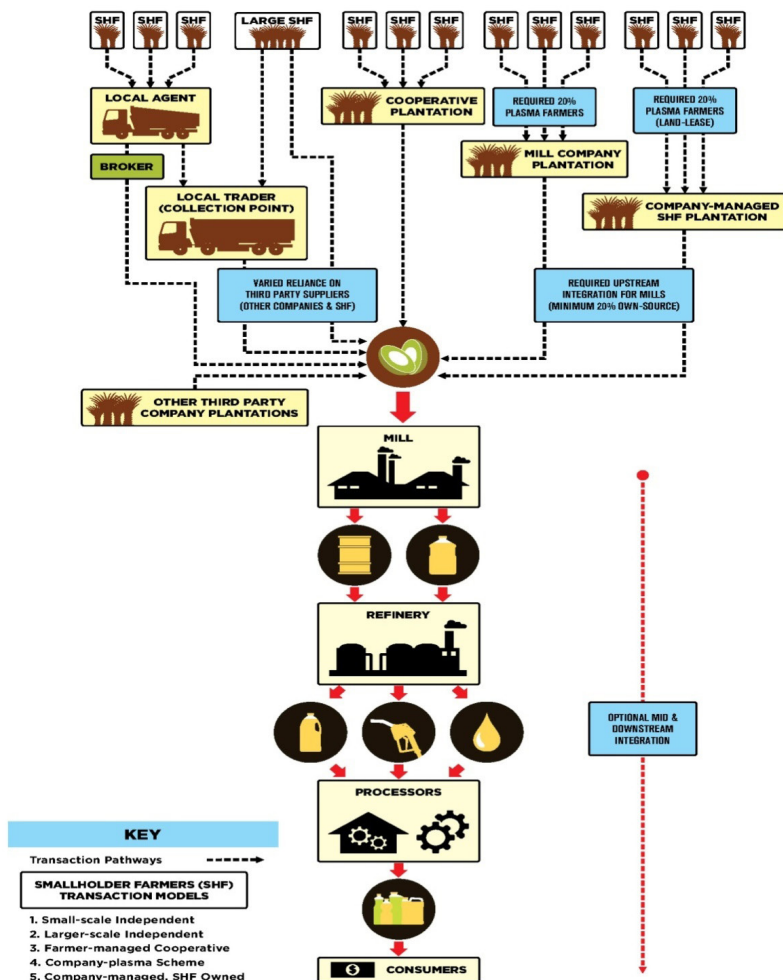 SHF SHF SHF
LARGE SHF
SHF SHF SHF
SHF SHF SHF
SHF SHF SHF
LOCAL AGENT
BROKER
LOCAL TRADER
(COLLECTION POINT)
COOPERATIVE
PLANTATION
REQUIRED 20%
PLASMA FARMERS
MILL COMPANY
PLANTATION
REQUIRED 20%
PLASMA FARMERS
(LAND-LEASE)
COMPANY-MANAGED
SHF PLANTATION
VARIED RELIANCE ON
THIRD PARTY SUPPLIERS
(OTHER COMPANIES & SHF)
REQUIRED UPSTREAM
INTEGRATION FOR MILLS
(MINIMUM 20% OWN-SOURCE)
OTHER THIRD PARTY
COMPANY PLANTATIONS
MILL
REFINERY
OPTIONAL MID &
DOWNSTREAM
INTEGRATION
PROCESSORS
$ CONSUMERS
KEY
Transaction Pathways
SMALLHOLDER FARMERS (SHF)
TRANSACTION MODELS
1. Small-scale Independent
2. Larger-scale Independent
3. Farmer-managed Cooperative
4. Company-plasma Scheme
5. Company-managed, SHF Owned